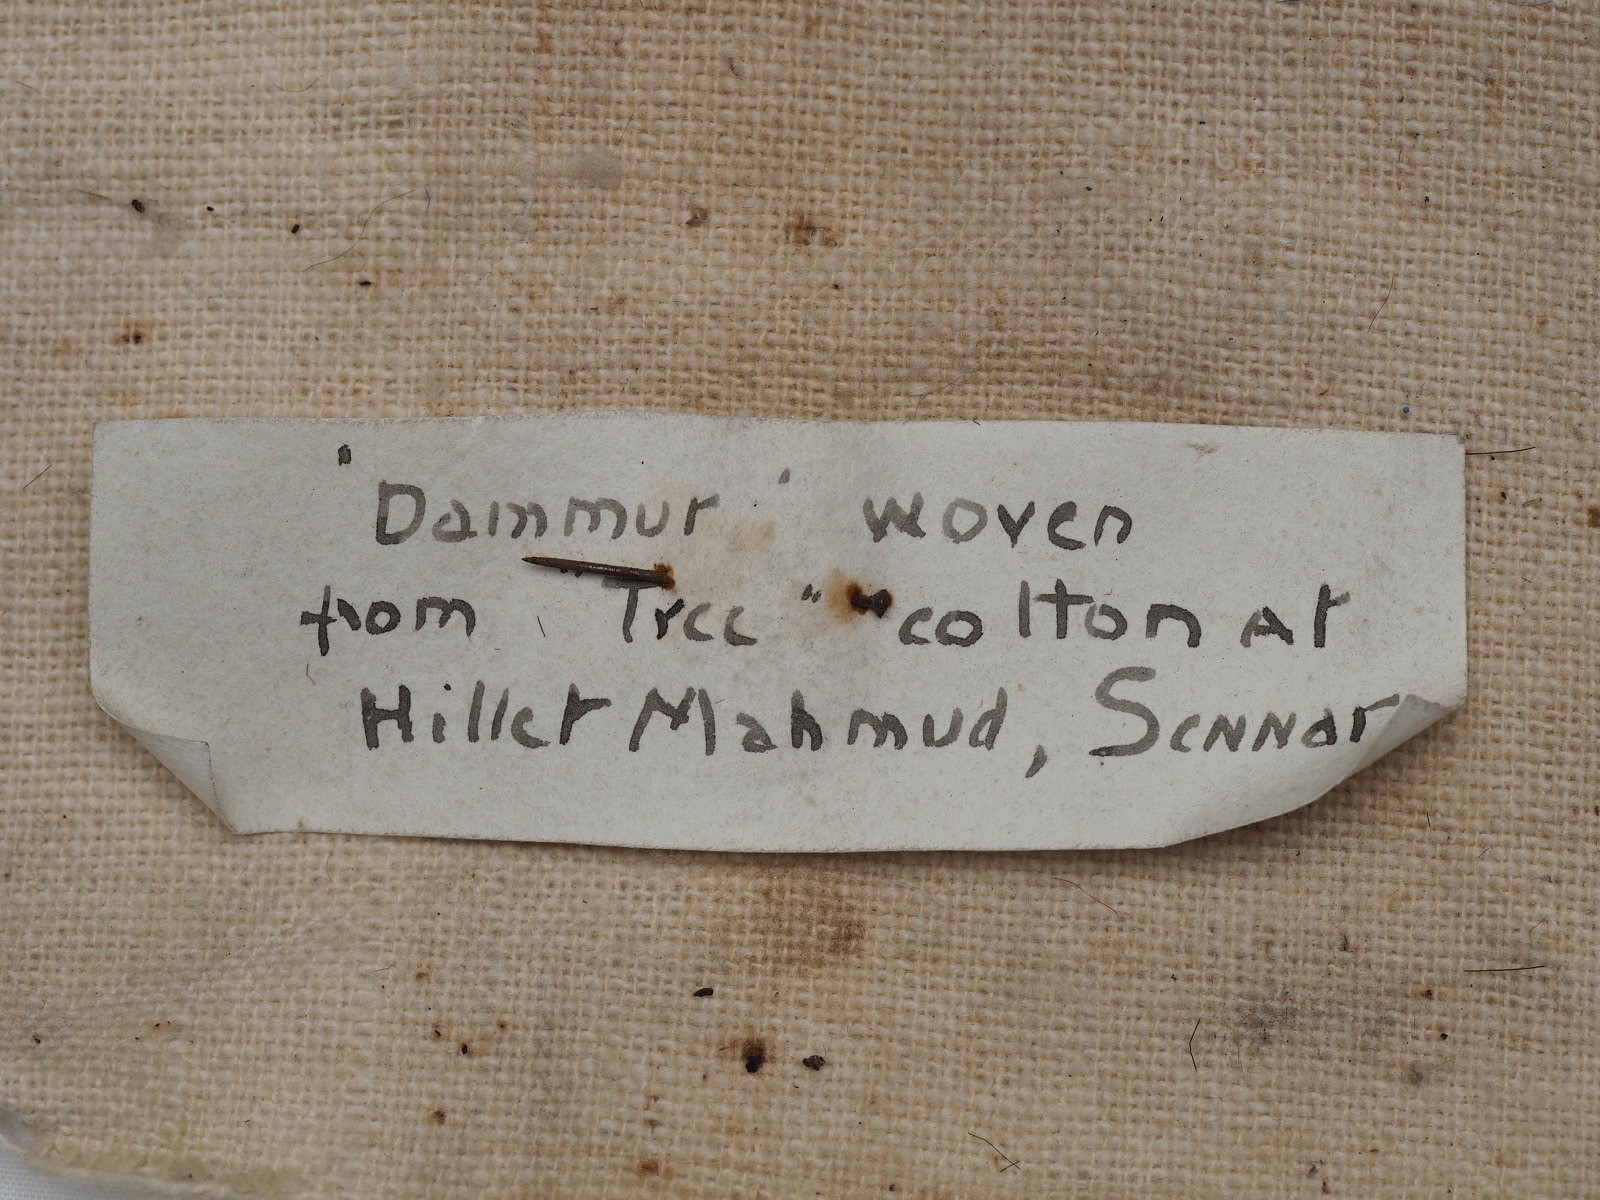 "Dammur" woven
from "Tree" cotton at
Hillet Mahmud, Sennar